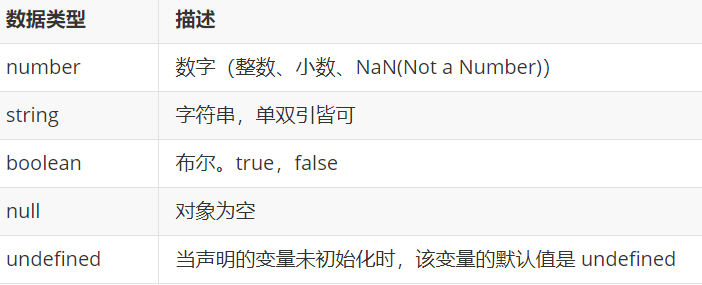 数据类型 描述
number 数字（整数、小数、NaN(Not a Number)）
string 字符串，单双引皆可
boolean 布尔。true，false
null 对象为空
undefined 当声明的变量未初始化时，该变量的默认值是 undefined